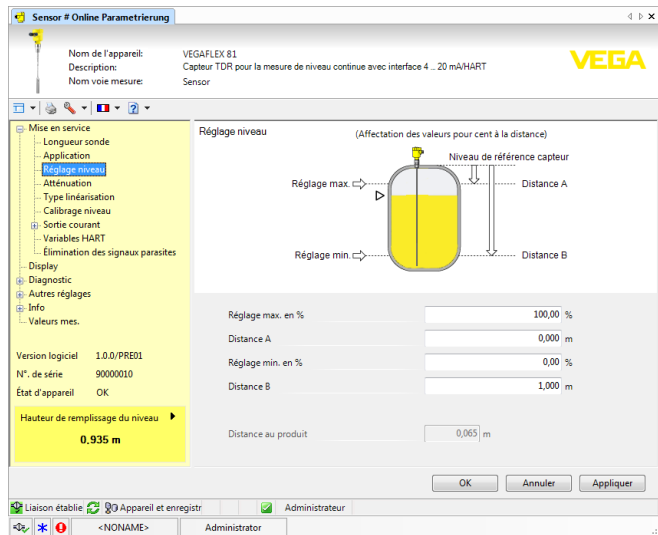 Sensor # Online Parametrierung
Nom de l'appareil: VEGAFLEX 81
Description: Capteur TDR pour la mesure de niveau continue avec interface 4 .. 20 mA/HART
Nom voie mesure: Sensor
VEGA
Mise en service
Longueur sonde
Application
Réglage niveau
Atténuation
Type linéarisation
Calibrage niveau
Sortie courant
Variables HART
Élimination des signaux parasites
Display
Diagnostic
Autres réglages
Info
Valeurs mes.
Version logiciel 1.0.0/PRE01
N°. de série 90000010
État d'appareil OK
Hauteur de remplissage du niveau
0,935 m
Réglage niveau
(Affectation des valeurs pour cent à la distance)
Niveau de référence capteur
Réglage max.
Distance A
Réglage min.
Distance B
Réglage max. en % 100,00 %
Distance A 0,000 m
Réglage min. en % 0,00 %
Distance B 1,000 m
Distance au produit 0,065 m
OK Annuler Appliquer
Liaison établie Appareil et enregistr Administrateur
<NONAME> Administrator